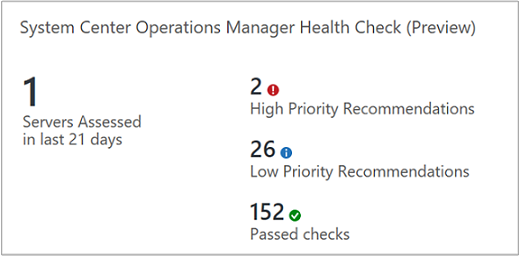 System Center Operations Manager Health Check (Preview)
1
Servers Assessed
in last 21 days
2
High Priority Recommendations
26
Low Priority Recommendations
152
Passed checks